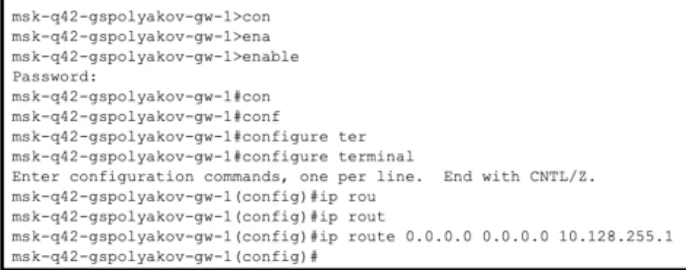 msk-q42-gspolyakov-gw-1>con
msk-q42-gspolyakov-gw-1>ena
msk-q42-gspolyakov-gw-1>enable
Password:
msk-q42-gspolyakov-gw-1#con
msk-q42-gspolyakov-gw-1#conf
msk-q42-gspolyakov-gw-1#configure ter
msk-q42-gspolyakov-gw-1#configure terminal
Enter configuration commands, one per line.  End with CNTL/Z.
msk-q42-gspolyakov-gw-1(config)#ip rou
msk-q42-gspolyakov-gw-1(config)#ip rout
msk-q42-gspolyakov-gw-1(config)#ip route 0.0.0.0 0.0.0.0 10.128.255.1
msk-q42-gspolyakov-gw-1(config)#